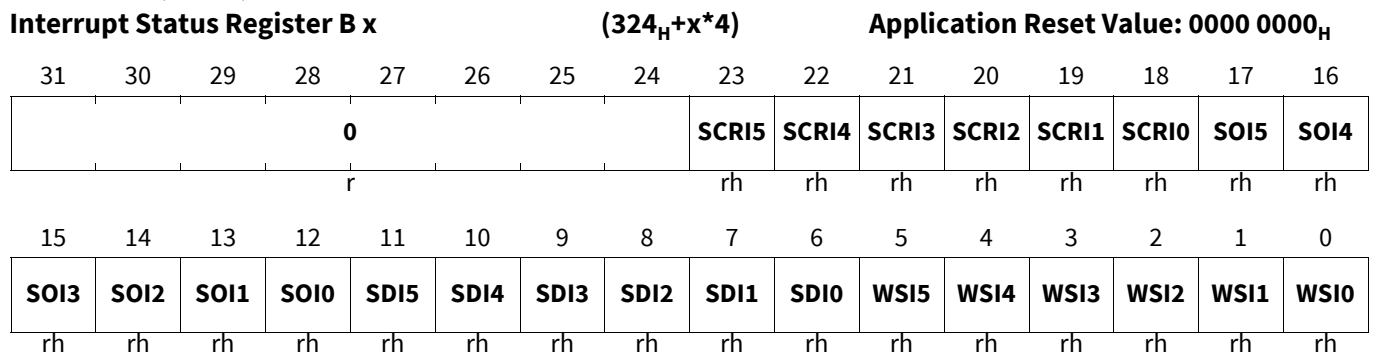 Interrupt Status Register B x (324H+x*4) Application Reset Value: 0000 0000H
31 30 29 28 27 26 25 24 23 22 21 20 19 18 17 16
0 SCRI5 SCRI4 SCRI3 SCRI2 SCRI1 SCRI0 SOI5 SOI4
r rh rh rh rh rh rh rh rh
15 14 13 12 11 10 9 8 7 6 5 4 3 2 1 0
SOI3 SOI2 SOI1 SOI0 SDI5 SDI4 SDI3 SDI2 SDI1 SDI0 WSI5 WSI4 WSI3 WSI2 WSI1 WSI0
rh rh rh rh rh rh rh rh rh rh rh rh rh rh rh rh